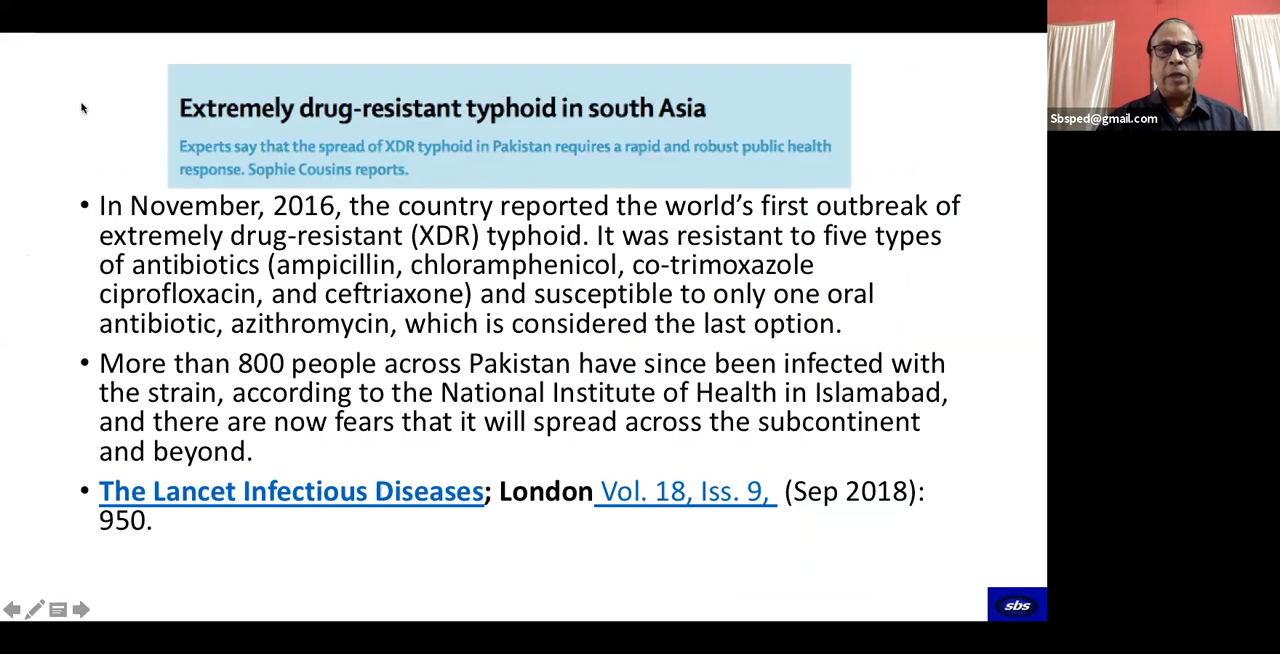 Extremely drug-resistant typhoid in south Asia
Experts say that the spread of XDR typhoid in Pakistan requires a rapid and robust public health
response. Sophie Cousins reports.
• In November, 2016, the country reported the world's first outbreak of
extremely drug-resistant (XDR) typhoid. It was resistant to five types
of antibiotics (ampicillin, chloramphenicol, co-trimoxazole
ciprofloxacin, and ceftriaxone) and susceptible to only one oral
antibiotic, azithromycin, which is considered the last option.
• More than 800 people across Pakistan have since been infected with
the strain, according to the National Institute of Health in Islamabad,
and there are now fears that it will spread across the subcontinent
and beyond.
• The Lancet Infectious Diseases; London Vol. 18, Iss. 9, (Sep 2018):
950.
sbs
Sbsped@gmail.com